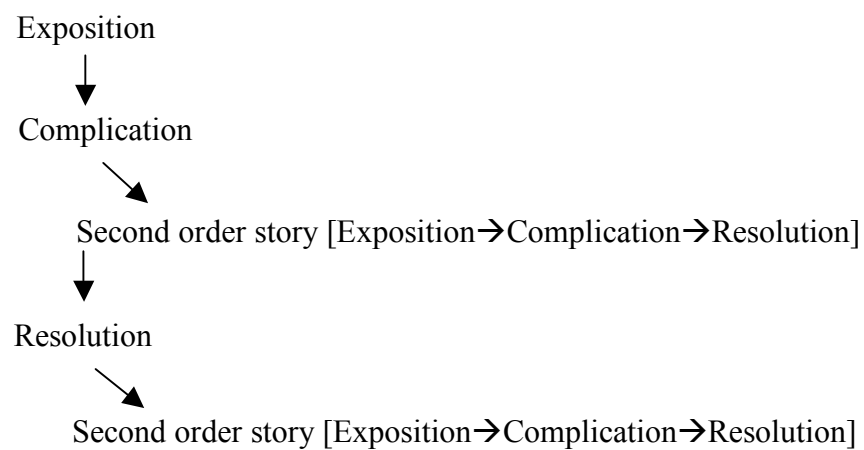 Exposition
Complication
Second order story [Exposition→Complication→Resolution]
Resolution
Second order story [Exposition→Complication→Resolution]